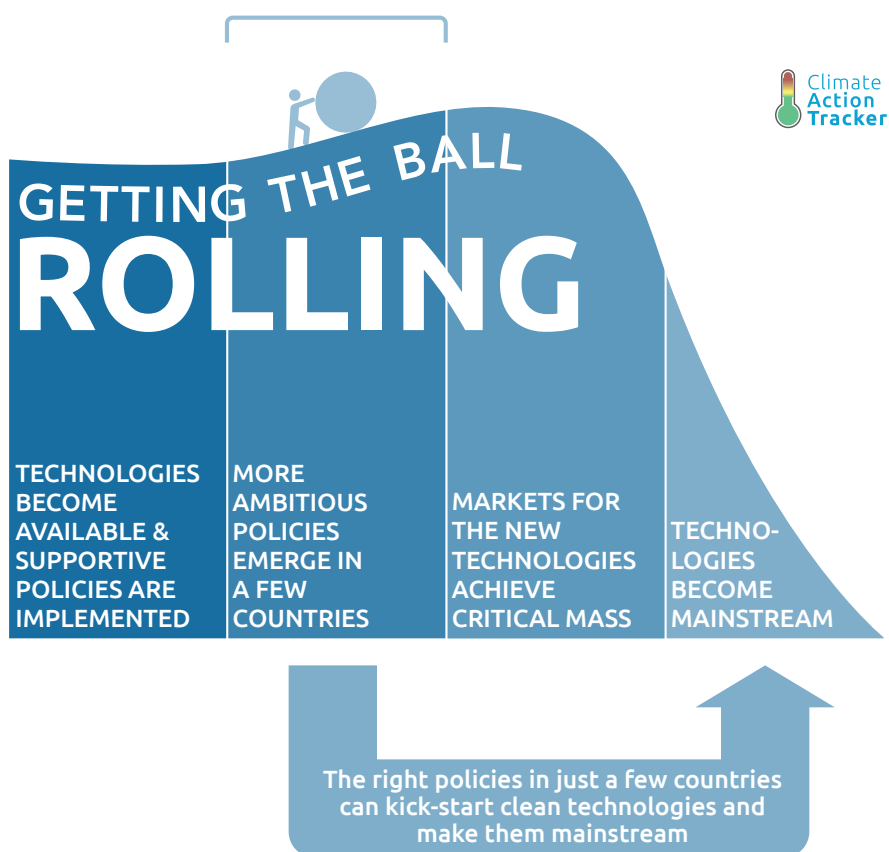 Climate
Action
Tracker
GETTING THE BALL
ROLLING
TECHNOLOGIES
BECOME
AVAILABLE &
SUPPORTIVE
POLICIES ARE
IMPLEMENTED
MORE
AMBITIOUS
POLICIES
EMERGE IN
A FEW
COUNTRIES
MARKETS FOR
THE NEW
TECHNOLOGIES
ACHIEVE
CRITICAL MASS
TECHNO-
LOGIES
BECOME
MAINSTREAM
The right policies in just a few countries
can kick-start clean technologies and
make them mainstream